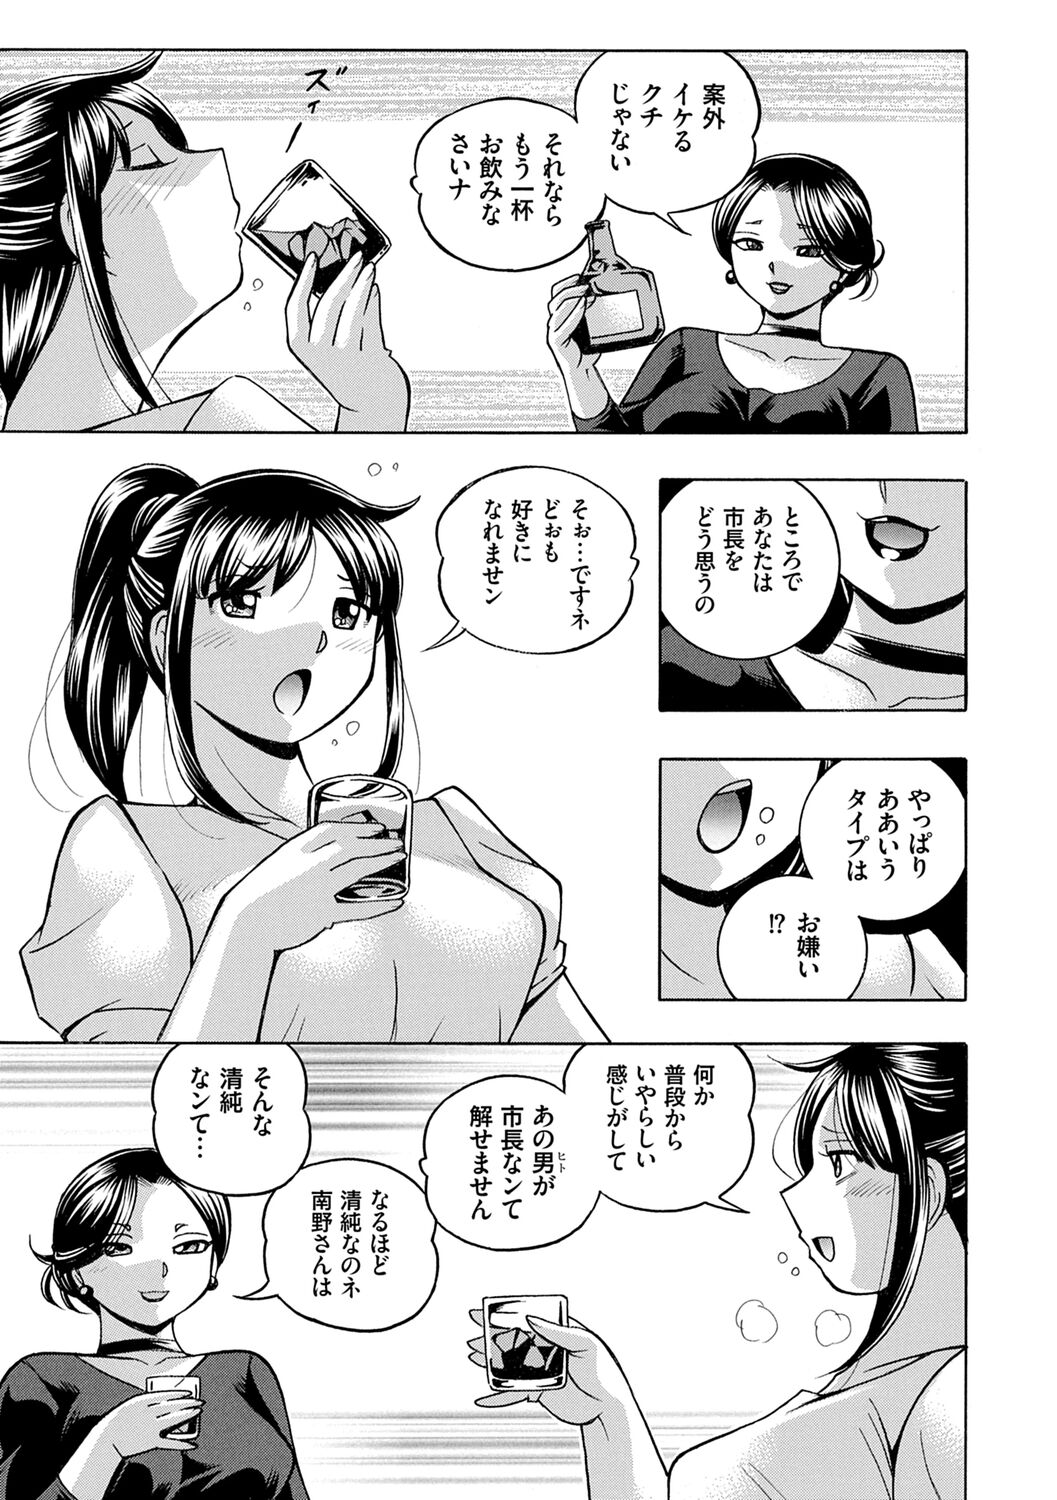 案外
イケる
クチ
じゃない
それなら
もう一杯
お飲みな
さいナ
ズズィー
ところで
あなたは
市長を
どう思うの
そぉ…ですネ
どぉも
好きに
なれませン
やっぱり
ああいう
タイプは
お嫌い
!?
何か
普段から
いやらしい
感じがして
あの男が
ヒト
市長なンて
解せません
なるほど
清純なのネ
南野さんは
そんな
清純
なンて…